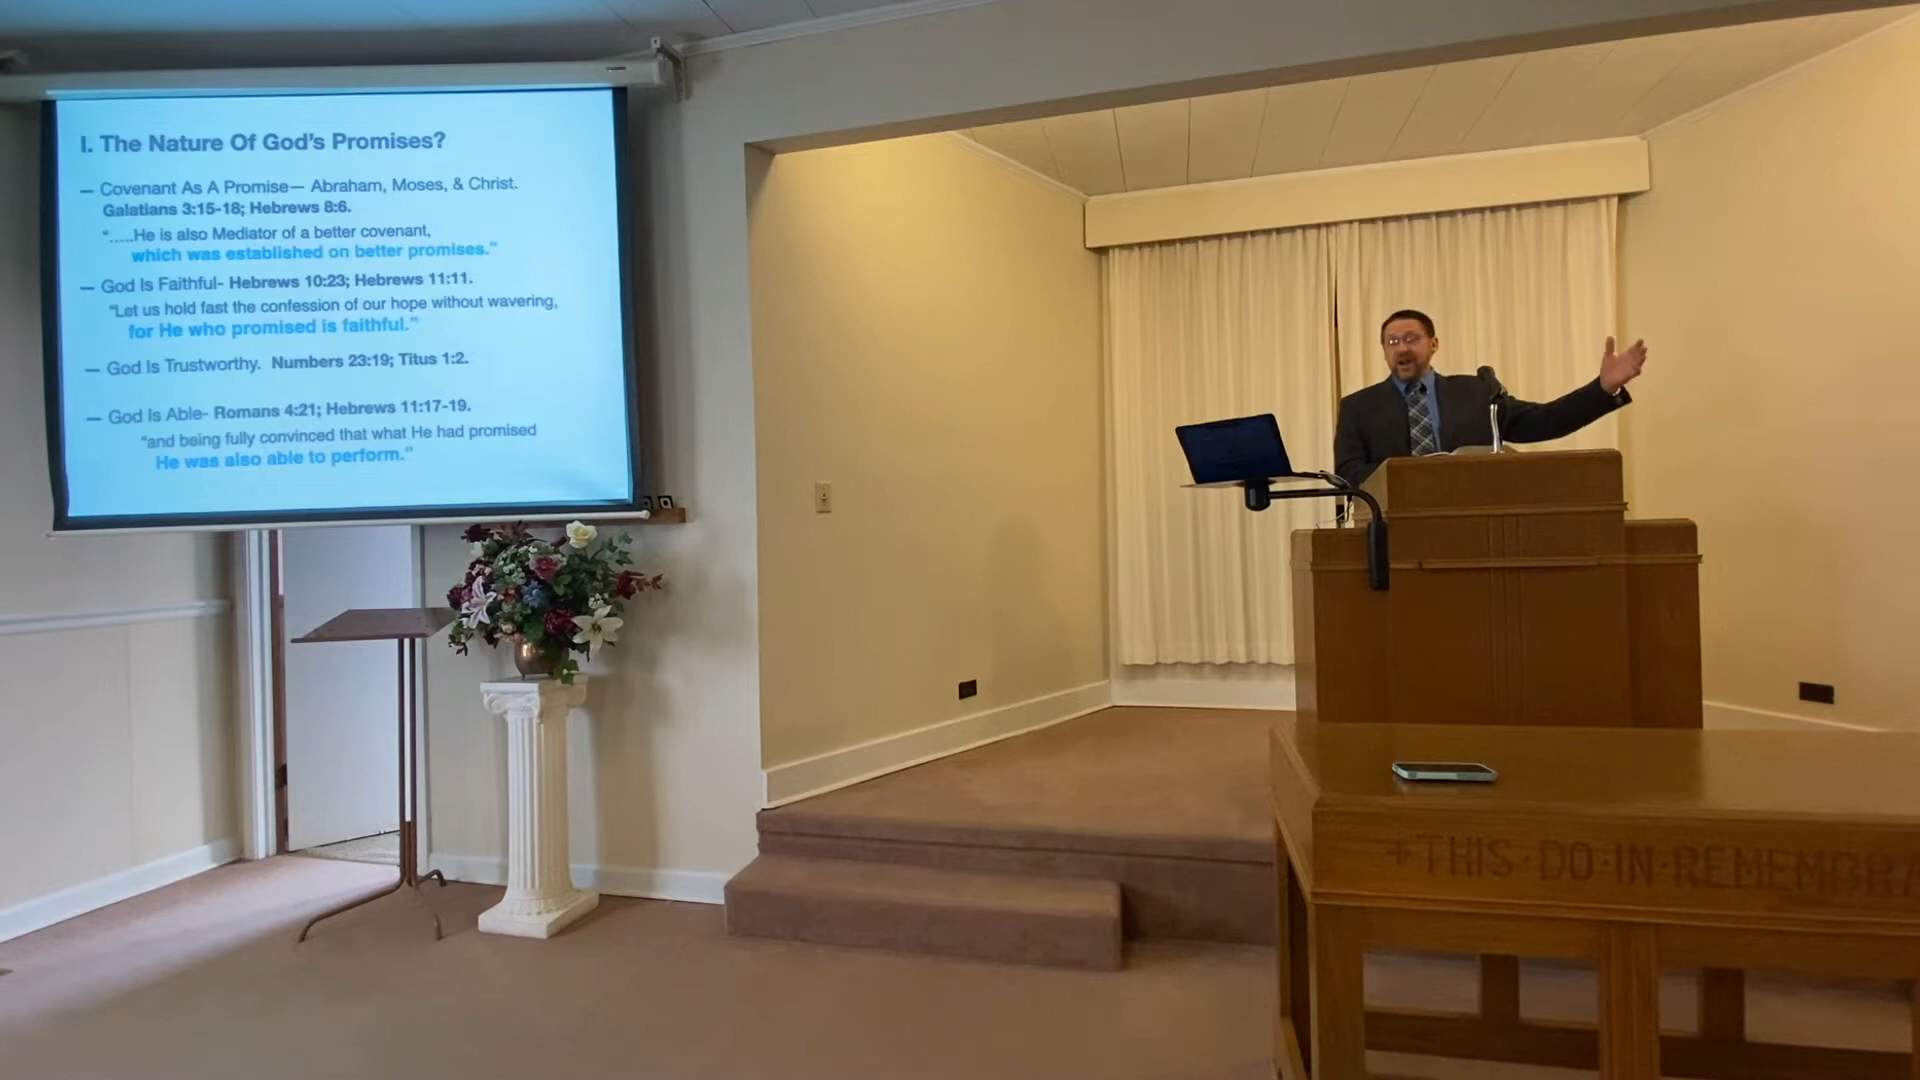 I. The Nature Of God's Promises?
— Covenant As A Promise— Abraham, Moses, & Christ.
Galatians 3:15-18; Hebrews 8:6.
“.....He is also Mediator of a better covenant,
which was established on better promises.”
— God Is Faithful- Hebrews 10:23; Hebrews 11:11.
“Let us hold fast the confession of our hope without wavering,
for He who promised is faithful.”
— God Is Trustworthy. Numbers 23:19; Titus 1:2.
— God Is Able- Romans 4:21; Hebrews 11:17-19.
“and being fully convinced that what He had promised
He was also able to perform.”
+THIS·DO·IN·REMEMBRA